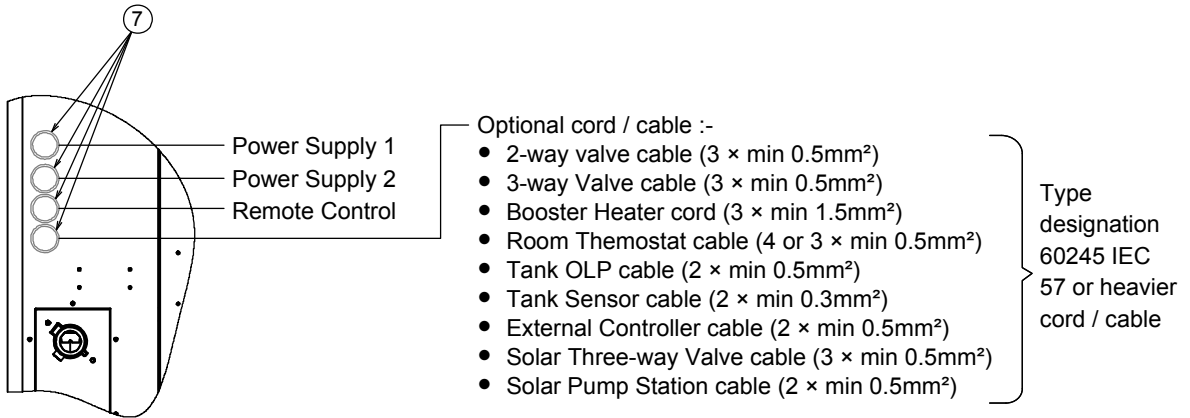 7
Power Supply 1
Power Supply 2
Remote Control
Optional cord / cable :-
● 2-way valve cable (3 × min 0.5mm²)
● 3-way Valve cable (3 × min 0.5mm²)
● Booster Heater cord (3 × min 1.5mm²)
● Room Themostat cable (4 or 3 × min 0.5mm²)
● Tank OLP cable (2 × min 0.5mm²)
● Tank Sensor cable (2 × min 0.3mm²)
● External Controller cable (2 × min 0.5mm²)
● Solar Three-way Valve cable (3 × min 0.5mm²)
● Solar Pump Station cable (2 × min 0.5mm²)
Type
designation
60245 IEC
57 or heavier
cord / cable